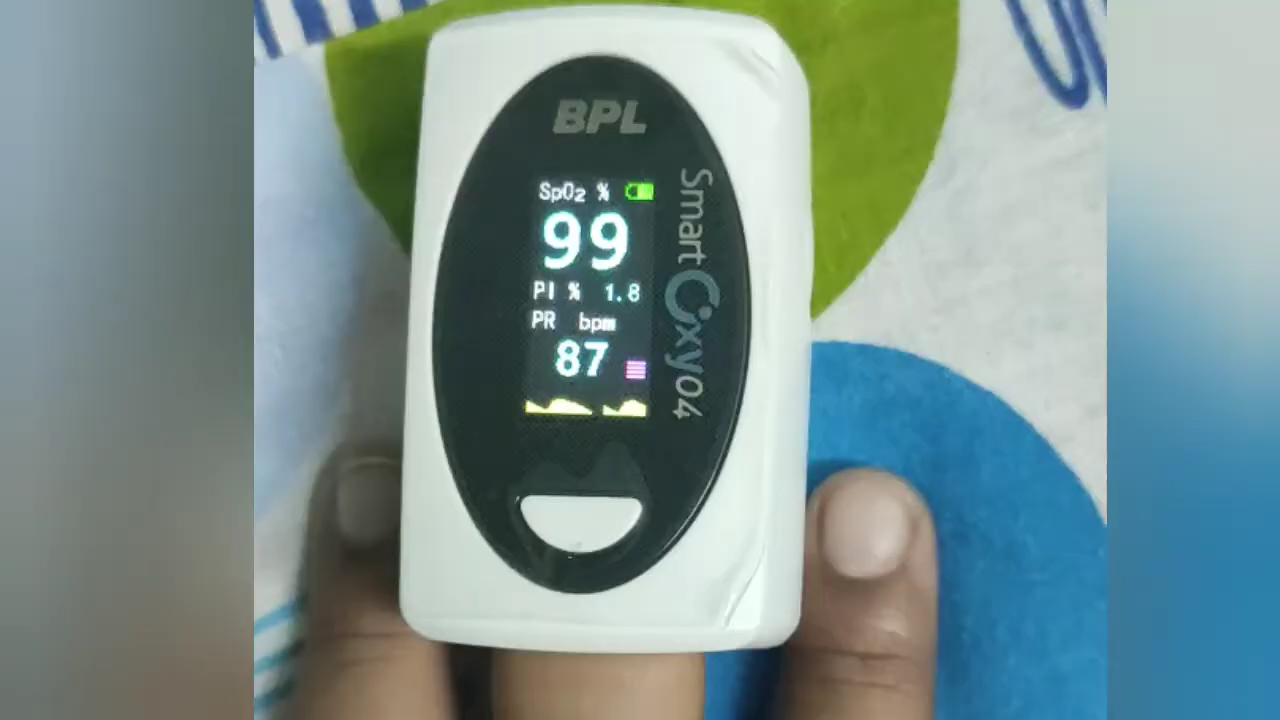 BPL
SpO₂ %
99
PI % 1.8
PR bpm
87
Smart Oxy04